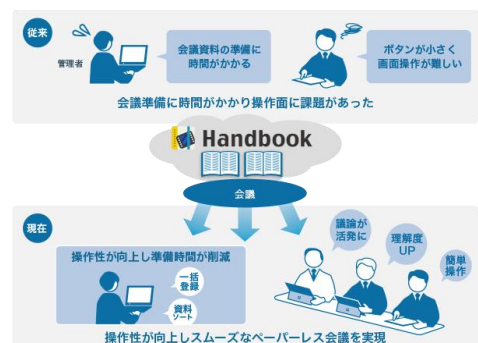 従来
管理者
会議資料の準備に
時間がかかる
ボタンが小さく
画面操作が難しい
会議準備に時間がかかり操作面に課題があった
Handbook
会議
現在
操作性が向上し準備時間が削減
一括
登録
資料
ソート
議論が
活発に
理解度
UP
簡単
操作
操作性が向上しスムーズなペーパーレス会議を実現